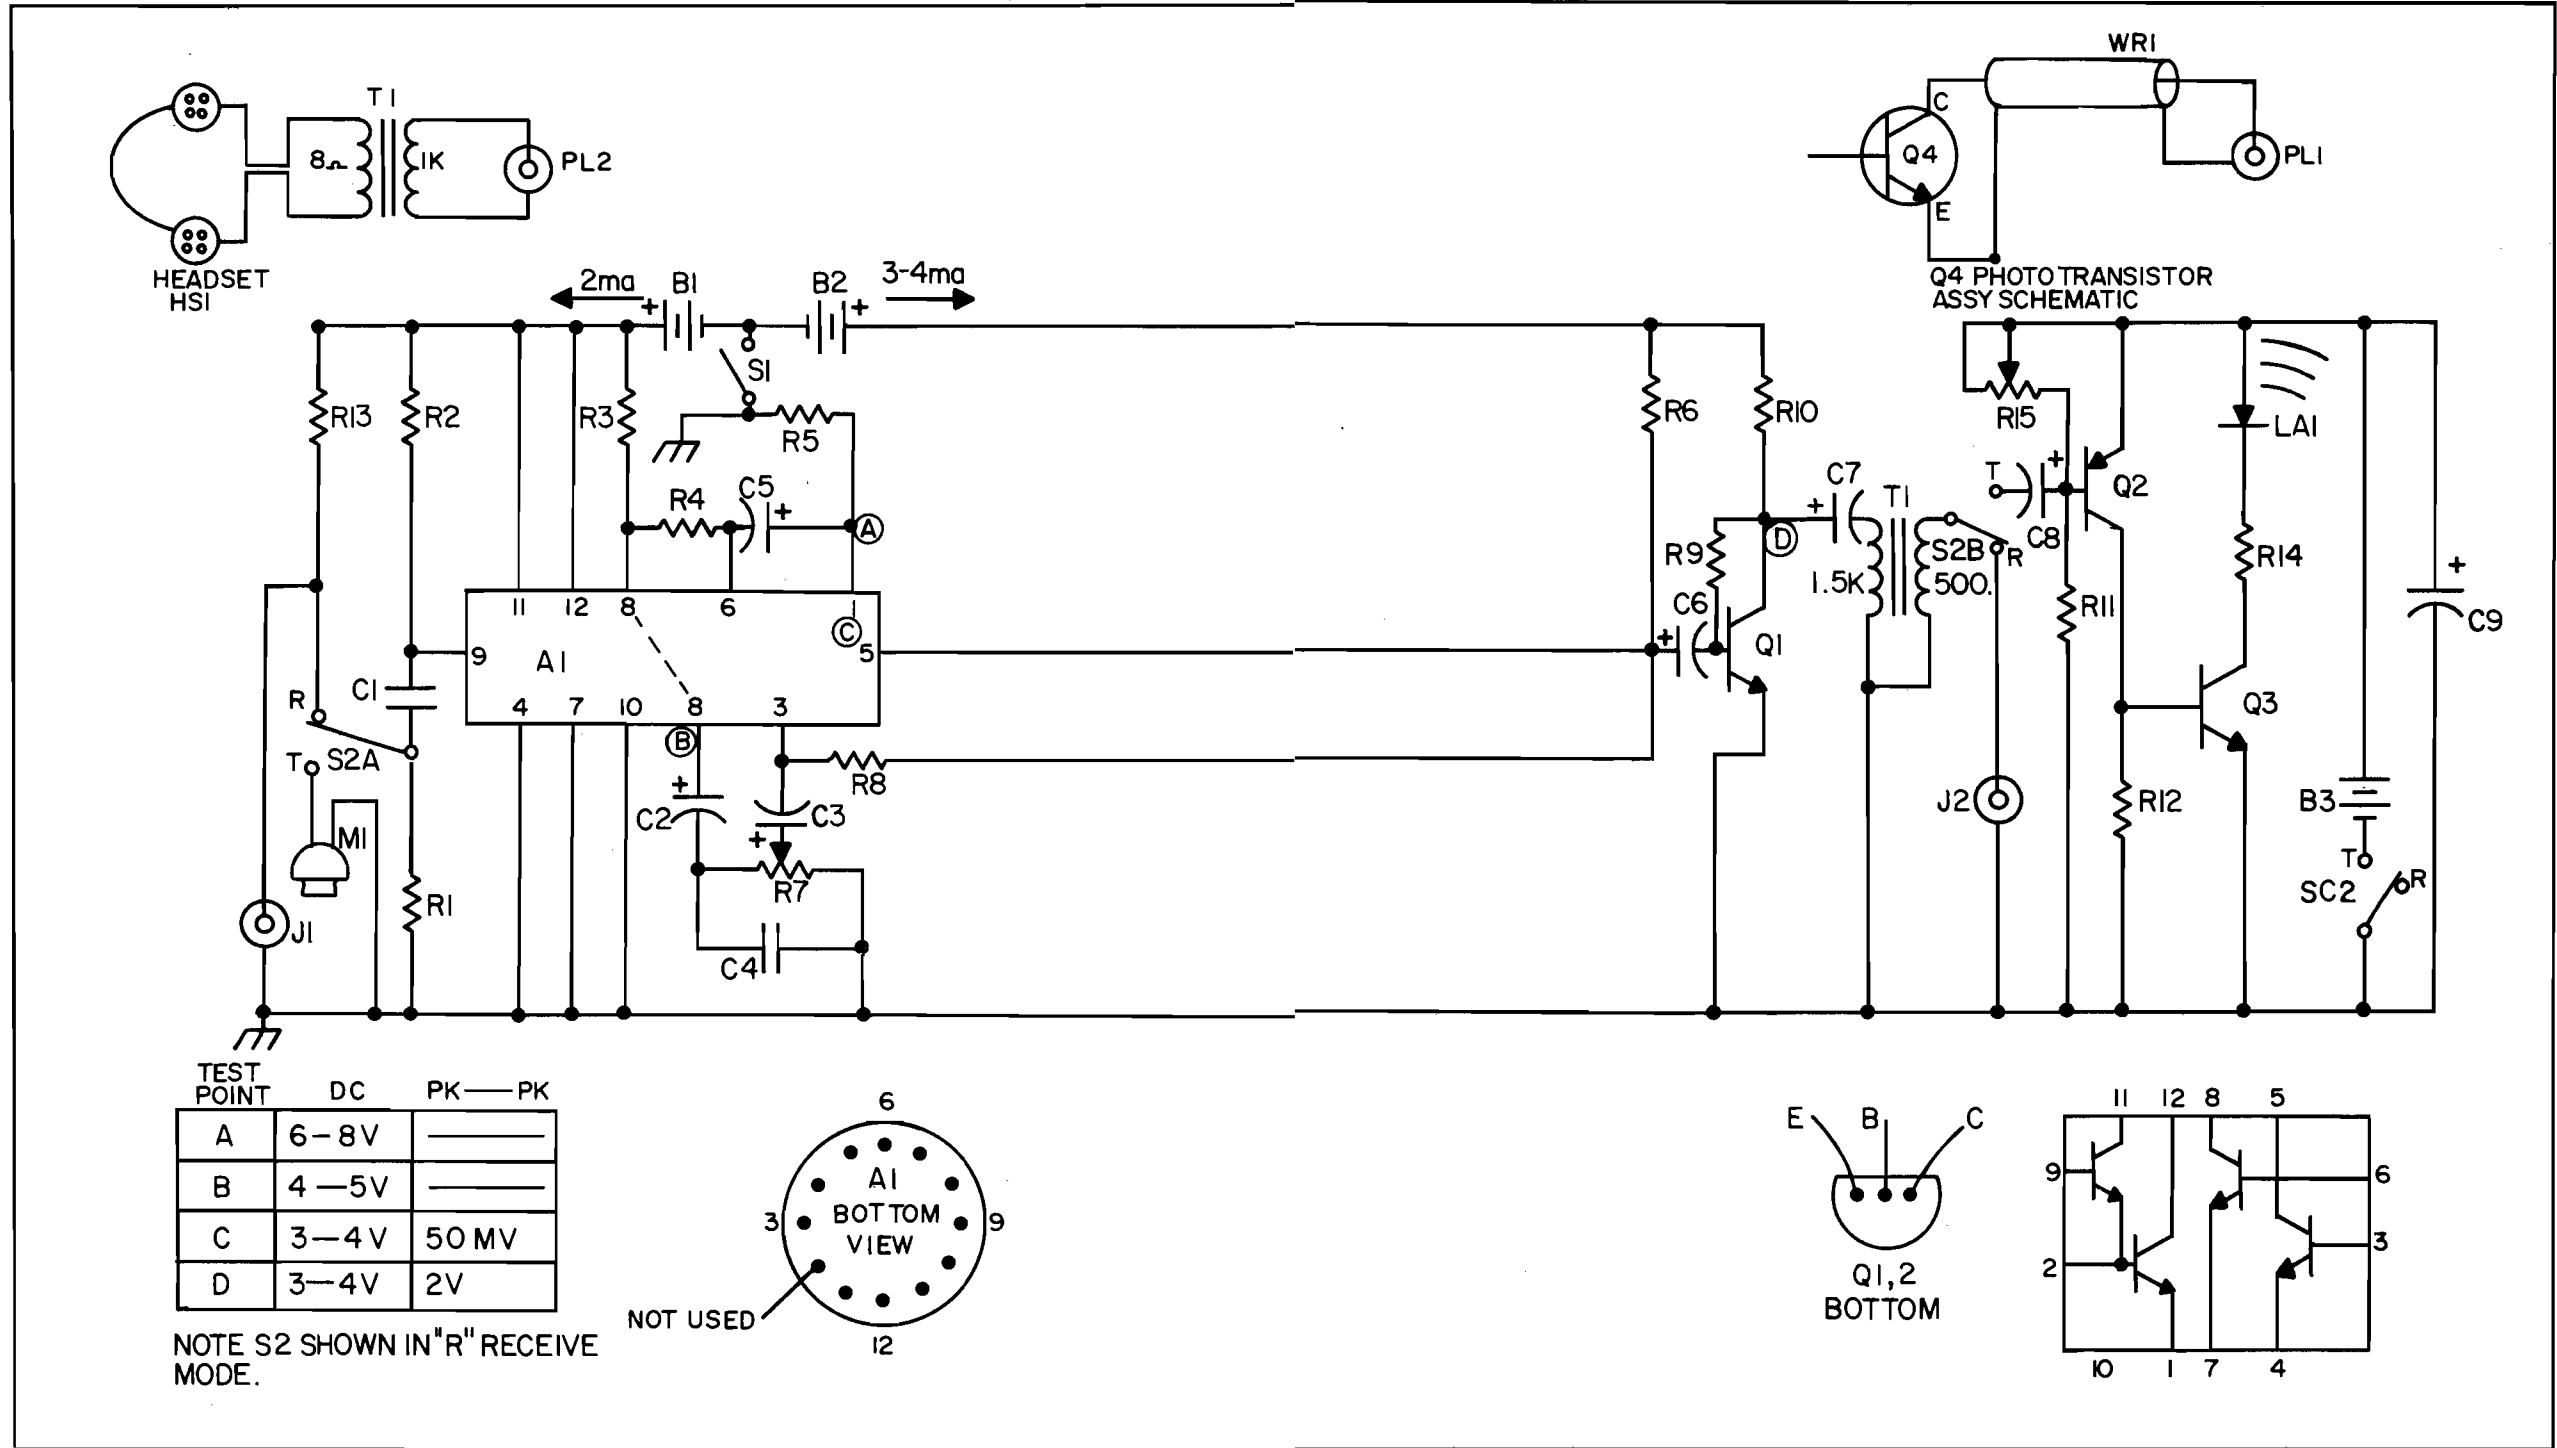 WR1
T1
8Ω
1K
PL2
C
Q4
E
PL1
HEADSET
HS1
Q4 PHOTO TRANSISTOR
ASSY SCHEMATIC
2ma
B1
B2
3-4ma
+
+
S1
R13
R2
R3
R5
R6
R10
R15
LA1
R4
C5
+
A
C7
+
T1
T
+
Q2
C8
D
R9
1.5K
S2B
500.
R
R14
+
C9
11
12
8
6
1
C
5
9
A1
C6
+
Q1
R11
4
7
10
8
3
B
R
C1
T
S2A
Q3
R8
+
C2
C3
+
R7
M1
J1
R1
C4
J2
R12
B3
T
SC2
R
TEST
POINT
DC
PK—PK
A
6-8V
B
4-5V
C
3-4V
50MV
D
3-4V
2V
NOTE S2 SHOWN IN "R" RECEIVE
MODE.
6
3
A1
BOTTOM
VIEW
9
NOT USED
12
E
B
C
Q1,2
BOTTOM
11
12
8
5
9
6
2
3
10
1
7
4